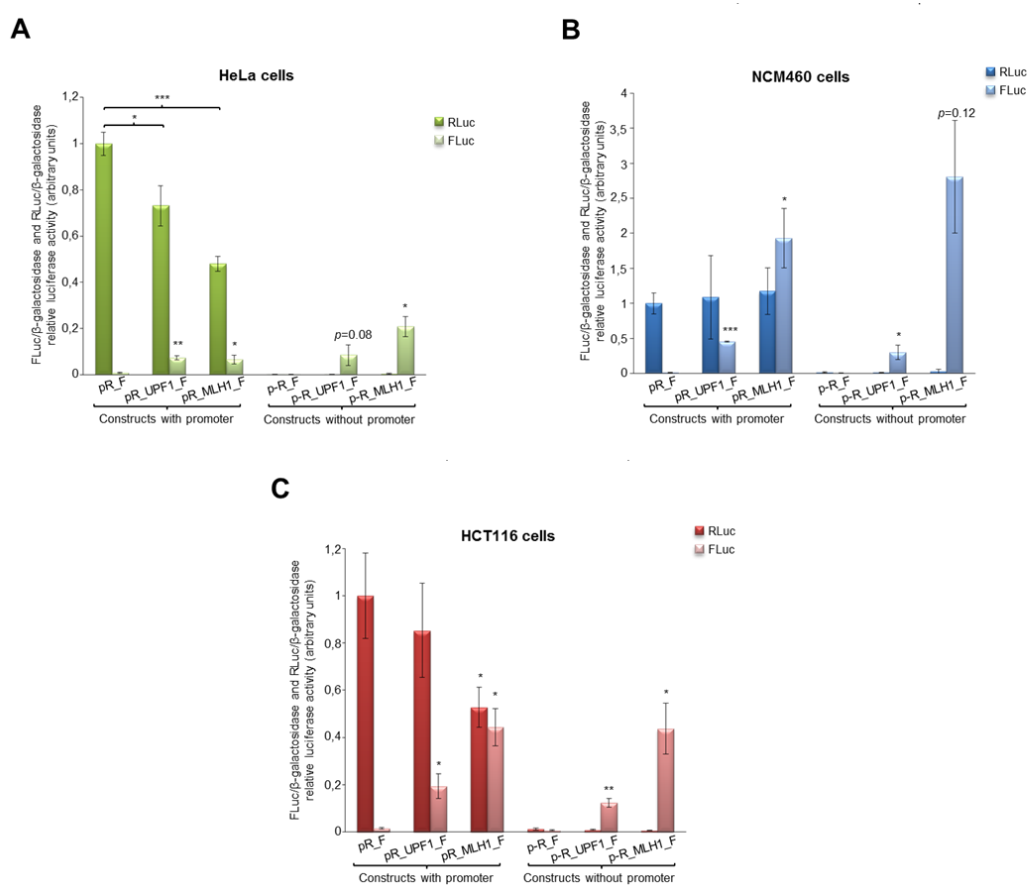 A
HeLa cells
FLuc/β-galactosidase and RLuc/β-galactosidase
relative luciferase activity (arbitrary units)
1,2
1
0,8
0,6
0,4
0,2
0
***
*
**
*
p=0.08
*
RLuc
FLuc
pR_F
pR_UPF1_F
pR_MLH1_F
p-R_F
p-R_UPF1_F
p-R_MLH1_F
Constructs with promoter
Constructs without promoter
B
NCM460 cells
FLuc/β-galactosidase and RLuc/β-galactosidase
relative luciferase activity (arbitrary units)
4
3,5
3
2,5
2
1,5
1
0,5
0
***
*
*
p=0.12
RLuc
FLuc
pR_F
pR_UPF1_F
pR_MLH1_F
p-R_F
p-R_UPF1_F
p-R_MLH1_F
Constructs with promoter
Constructs without promoter
C
HCT116 cells
FLuc/β-galactosidase and RLuc/β-galactosidase
relative luciferase activity (arbitrary units)
1,2
1
0,8
0,6
0,4
0,2
0
*
*
*
**
*
RLuc
FLuc
pR_F
pR_UPF1_F
pR_MLH1_F
p-R_F
p-R_UPF1_F
p-R_MLH1_F
Constructs with promoter
Constructs without promoter